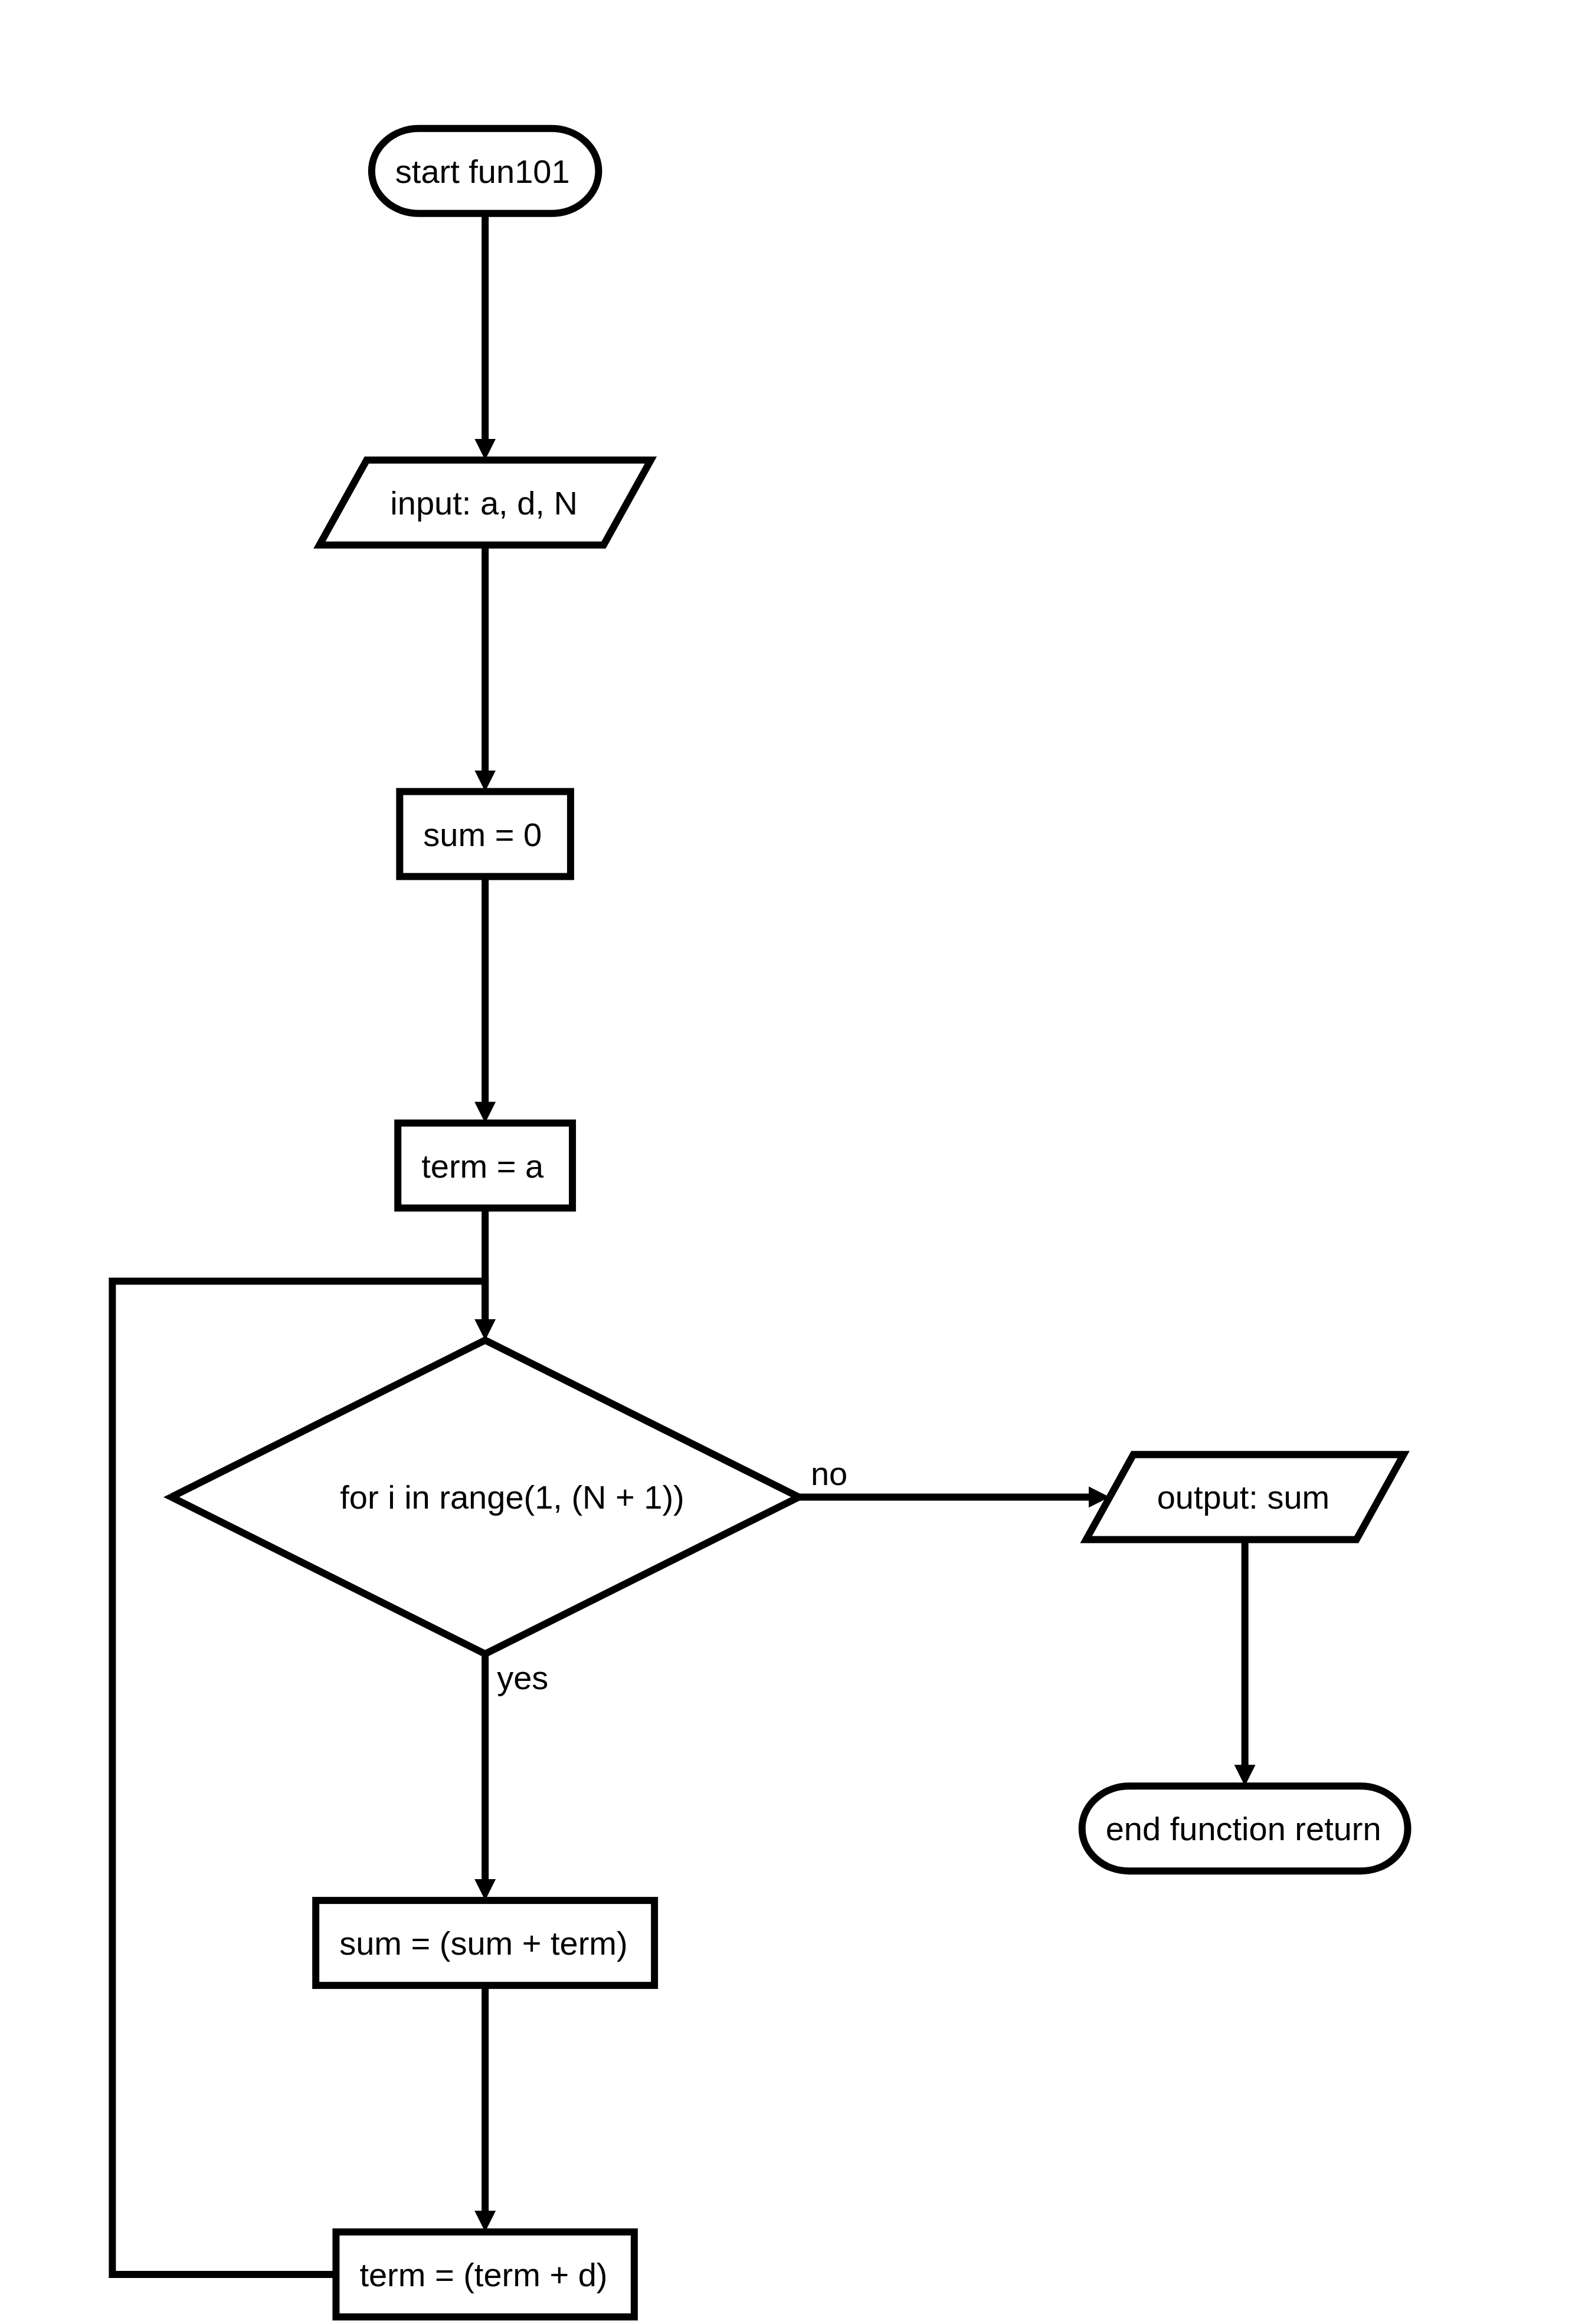 start fun101
input: a, d, N
sum = 0
term = a
for i in range(1, (N + 1))
no
output: sum
yes
end function return
sum = (sum + term)
term = (term + d)